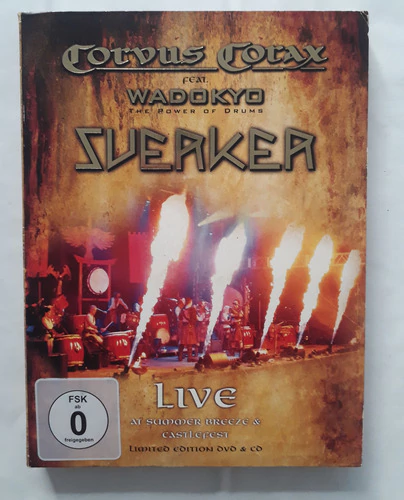 Corvus Corax
feat.
WADOKYO
The Power of Drums
SVERKER
FSK
ab
0
freigegeben
LIVE
at Summer Breeze &
Castlefest
Limited Edition DVD & CD